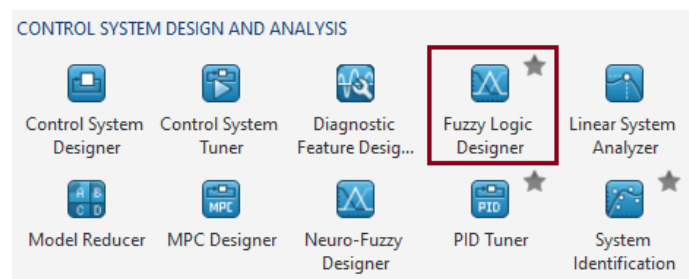 CONTROL SYSTEM DESIGN AND ANALYSIS
Control System Designer
Control System Tuner
Diagnostic Feature Desig...
Fuzzy Logic Designer
Linear System Analyzer
A B
C D
MPC
PID
Model Reducer
MPC Designer
Neuro-Fuzzy Designer
PID Tuner
System Identification